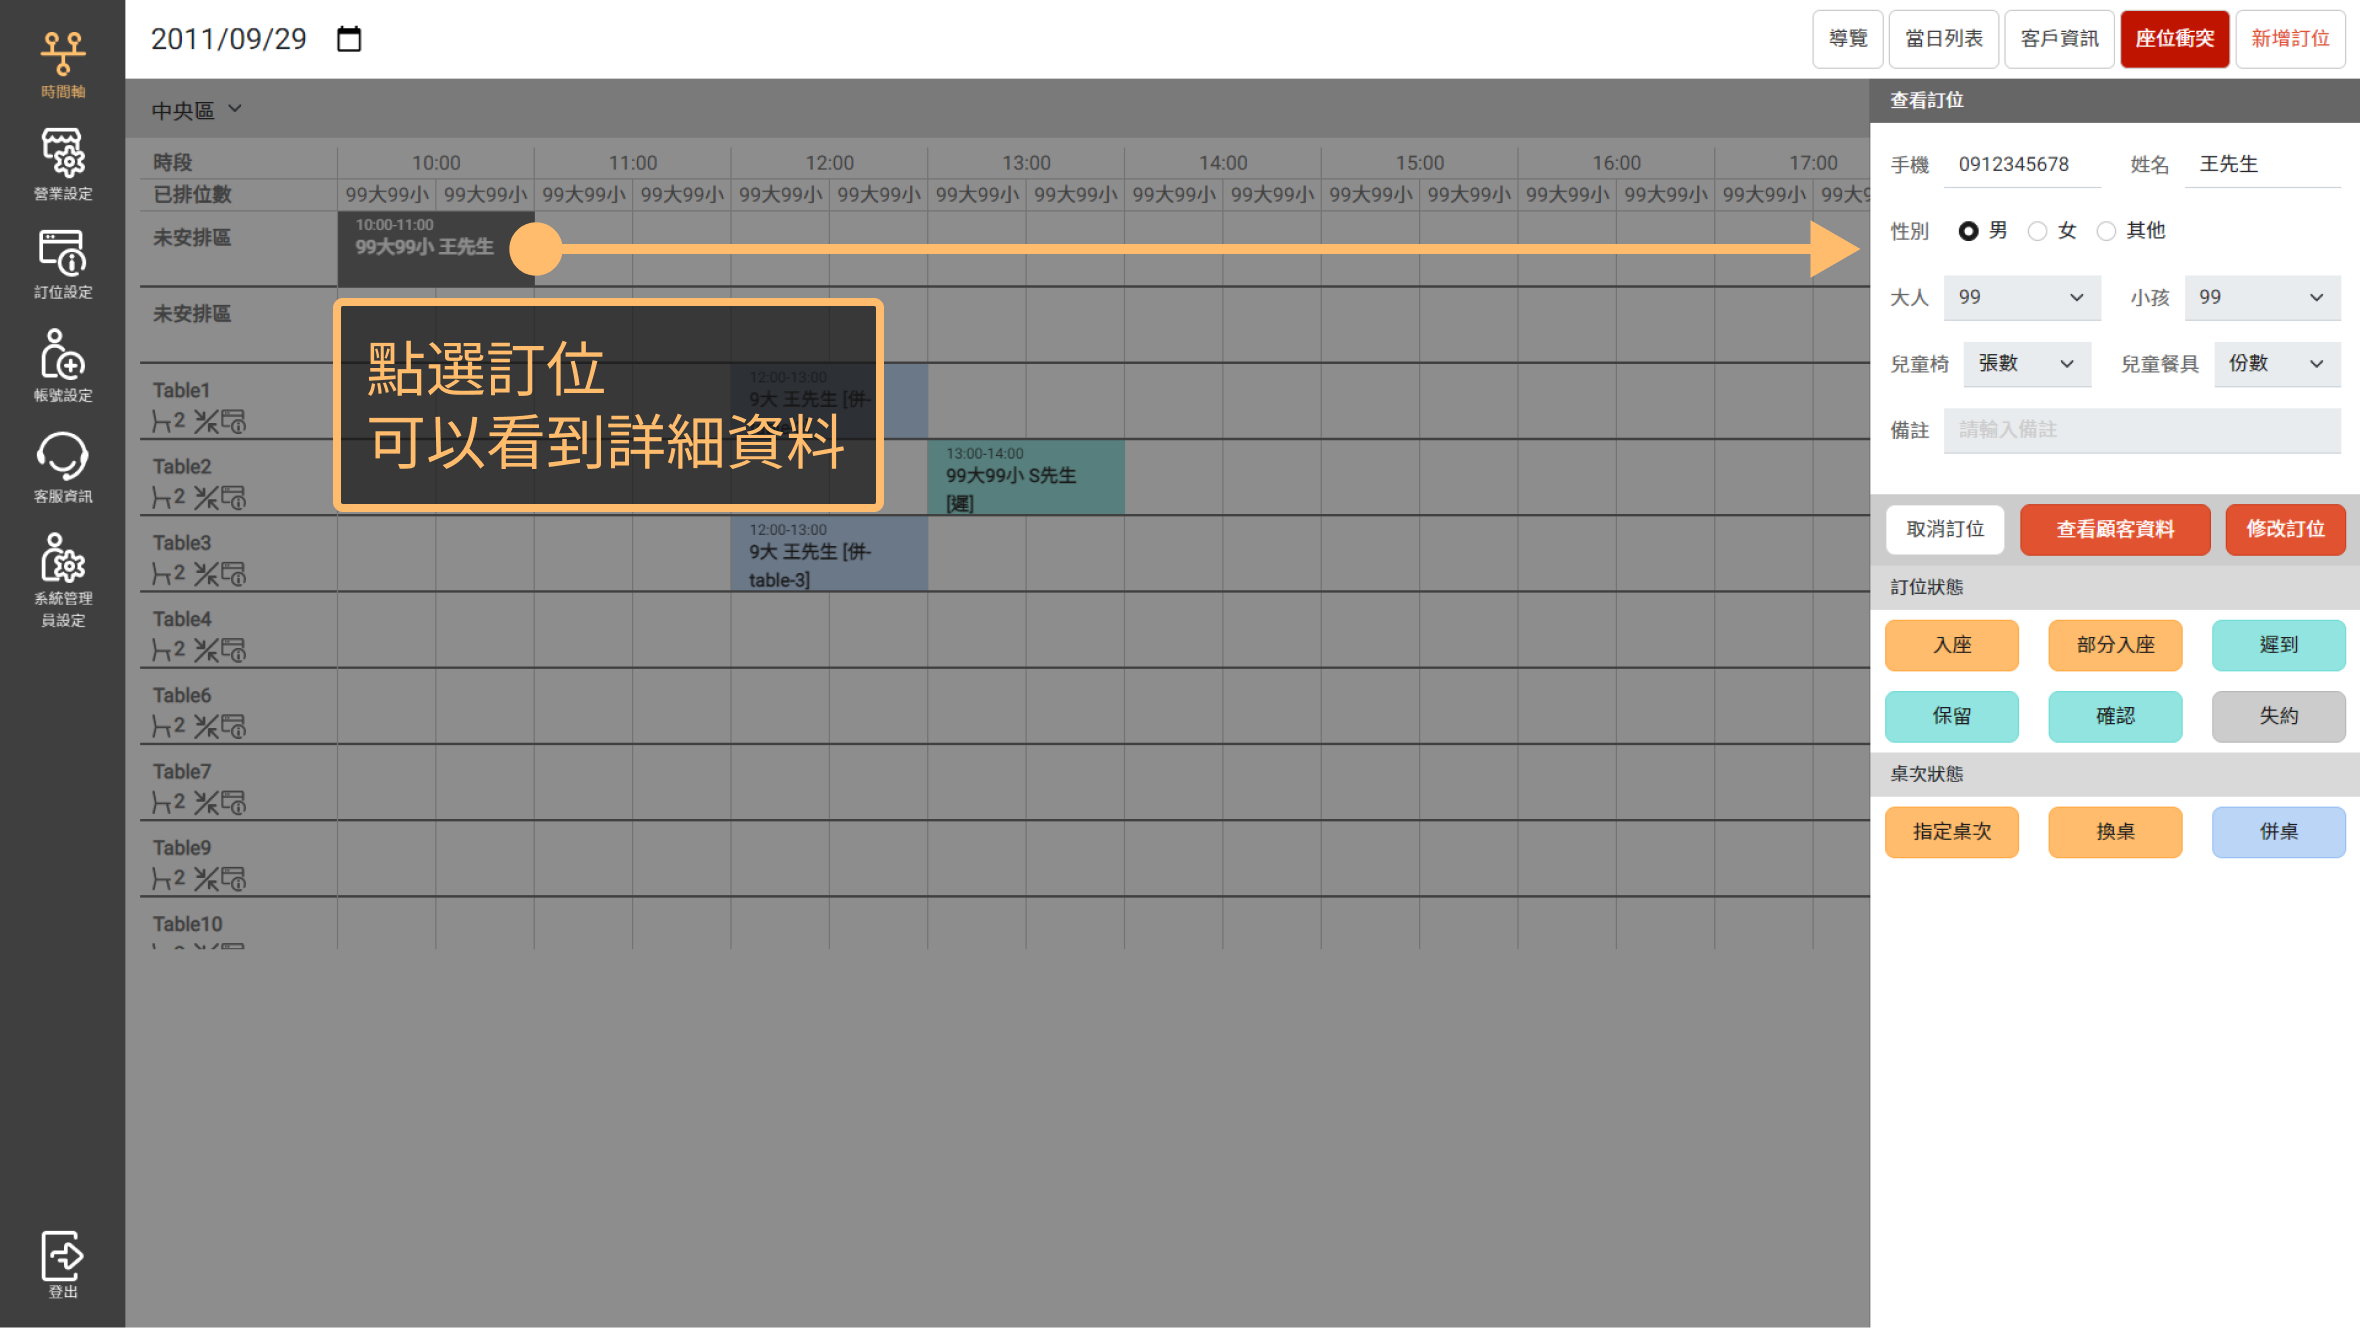 2011/09/29
導覽
當日列表
客戶資訊
座位衝突
新增訂位
時間軸
營業設定
訂位設定
帳號設定
客服資訊
系統管理
員設定
登出
中央區
時段 10:00 11:00 12:00 13:00 14:00 15:00 16:00 17:00
已排位數 99大99小 99大99小 99大99小 99大99小 99大99小 99大99小 99大99小 99大99小 99大99小 99大99小 99大99小 99大99小 99大99小 99大99小 99大99小 99大9
未安排區
10:00-11:00
99大99小 王先生
未安排區
點選訂位
可以看到詳細資料
Table1
2
12:00-13:00
9大 王先生 [併-
Table2
2
13:00-14:00
99大99小 S先生
[遲]
Table3
2
12:00-13:00
9大 王先生 [併-
table-3]
Table4
2
Table6
2
Table7
2
Table9
2
Table10
查看訂位
手機 0912345678 姓名 王先生
性別 男 女 其他
大人 99 小孩 99
兒童椅 張數 兒童餐具 份數
備註 請輸入備註
取消訂位 查看顧客資料 修改訂位
訂位狀態
入座 部分入座 遲到
保留 確認 失約
桌次狀態
指定桌次 換桌 併桌